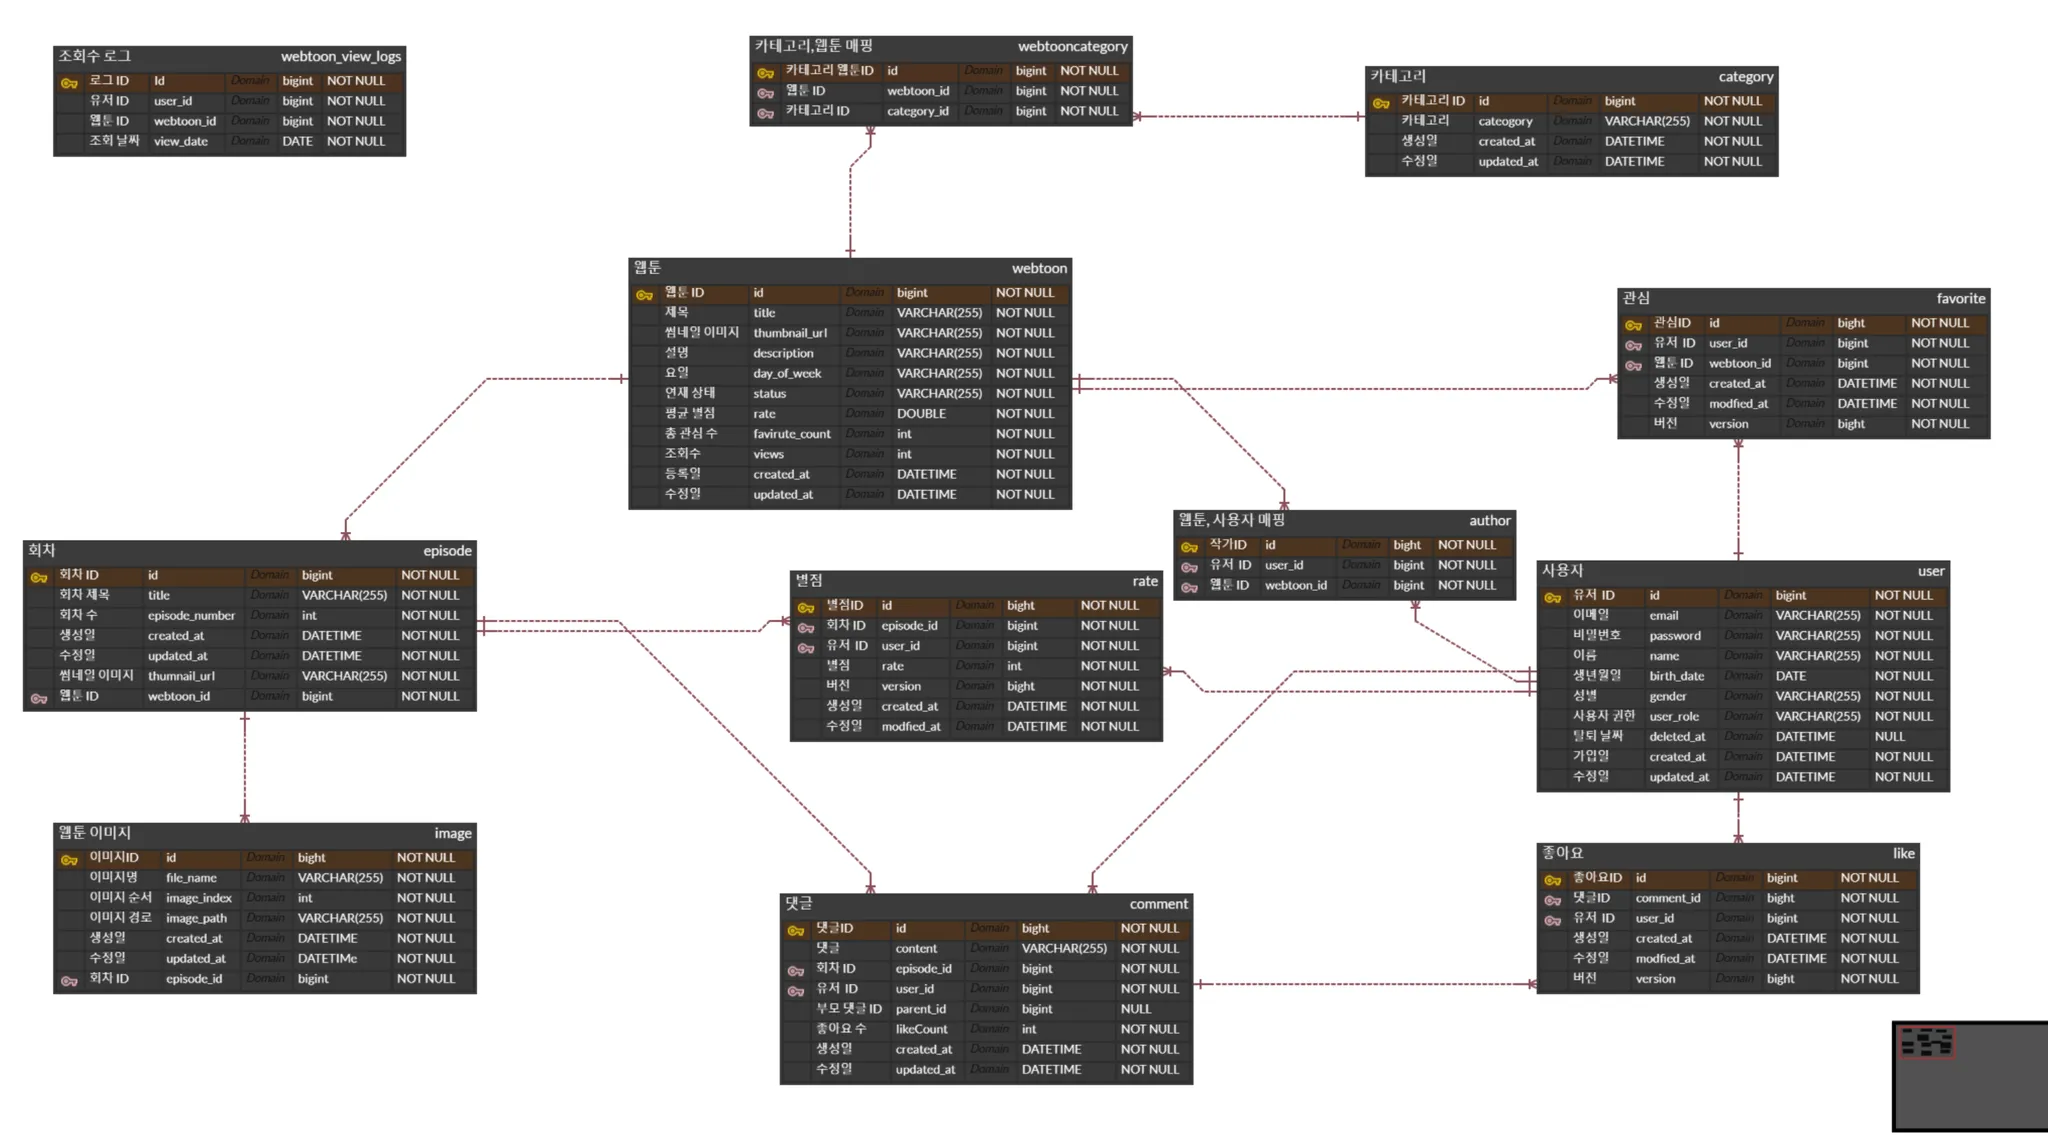 조회수 로그 webtoon_view_logs
로그 ID Id Domain bigint NOT NULL
유저 ID user_id Domain bigint NOT NULL
웹툰 ID webtoon_id Domain bigint NOT NULL
조회 날짜 view_date Domain DATE NOT NULL
카테고리,웹툰 매핑 webtooncategory
카테고리 웹툰ID id Domain bigint NOT NULL
웹툰 ID webtoon_id Domain bigint NOT NULL
카테고리 ID category_id Domain bigint NOT NULL
카테고리 category
카테고리 ID id Domain bigint NOT NULL
카테고리 cateogory Domain VARCHAR(255) NOT NULL
생성일 created_at Domain DATETIME NOT NULL
수정일 updated_at Domain DATETIME NOT NULL
웹툰 webtoon
웹툰 ID id Domain bigint NOT NULL
제목 title Domain VARCHAR(255) NOT NULL
썸네일 이미지 thumbnail_url Domain VARCHAR(255) NOT NULL
설명 description Domain VARCHAR(255) NOT NULL
요일 day_of_week Domain VARCHAR(255) NOT NULL
연재 상태 status Domain VARCHAR(255) NOT NULL
평균 별점 rate Domain DOUBLE NOT NULL
총 관심 수 favirute_count Domain int NOT NULL
조회수 views Domain int NOT NULL
등록일 created_at Domain DATETIME NOT NULL
수정일 updated_at Domain DATETIME NOT NULL
관심 favorite
관심ID id Domain bight NOT NULL
유저 ID user_id Domain bigint NOT NULL
웹툰 ID webtoon_id Domain bigint NOT NULL
생성일 created_at Domain DATETIME NOT NULL
수정일 modfied_at Domain DATETIME NOT NULL
버전 version Domain bight NOT NULL
회차 episode
회차 ID id Domain bigint NOT NULL
회차 제목 title Domain VARCHAR(255) NOT NULL
회차 수 episode_number Domain int NOT NULL
생성일 created_at Domain DATETIME NOT NULL
수정일 updated_at Domain DATETIME NOT NULL
썸네일 이미지 thumnail_url Domain VARCHAR(255) NOT NULL
웹툰 ID webtoon_id Domain bigint NOT NULL
별점 rate
별점ID id Domain bight NOT NULL
회차 ID episode_id Domain bigint NOT NULL
유저 ID user_id Domain bigint NOT NULL
별점 rate Domain int NOT NULL
버전 version Domain bight NOT NULL
생성일 created_at Domain DATETIME NOT NULL
수정일 modfied_at Domain DATETIME NOT NULL
웹툰, 사용자 매핑 author
작가ID id Domain bight NOT NULL
유저 ID user_id Domain bigint NOT NULL
웹툰 ID webtoon_id Domain bigint NOT NULL
사용자 user
유저 ID id Domain bigint NOT NULL
이메일 email Domain VARCHAR(255) NOT NULL
비밀번호 password Domain VARCHAR(255) NOT NULL
이름 name Domain VARCHAR(255) NOT NULL
생년월일 birth_date Domain DATE NOT NULL
성별 gender Domain VARCHAR(255) NOT NULL
사용자 권한 user_role Domain VARCHAR(255) NOT NULL
탈퇴 날짜 deleted_at Domain DATETIME NULL
가입일 created_at Domain DATETIME NOT NULL
수정일 updated_at Domain DATETIME NOT NULL
웹툰 이미지 image
이미지ID id Domain bight NOT NULL
이미지명 file_name Domain VARCHAR(255) NOT NULL
이미지 순서 image_index Domain int NOT NULL
이미지 경로 image_path Domain VARCHAR(255) NOT NULL
생성일 created_at Domain DATETIME NOT NULL
수정일 updated_at Domain DATETIMe NOT NULL
회차 ID episode_id Domain bigint NOT NULL
댓글 comment
댓글ID id Domain bight NOT NULL
댓글 content Domain VARCHAR(255) NOT NULL
회차 ID episode_id Domain bigint NOT NULL
유저 ID user_id Domain bigint NOT NULL
부모 댓글 ID parent_id Domain bigint NULL
좋아요 수 likeCount Domain int NOT NULL
생성일 created_at Domain DATETIME NOT NULL
수정일 updated_at Domain DATETIME NOT NULL
좋아요 like
좋아요ID id Domain bigint NOT NULL
댓글ID comment_id Domain bight NOT NULL
유저 ID user_id Domain bigint NOT NULL
생성일 created_at Domain DATETIME NOT NULL
수정일 modfied_at Domain DATETIME NOT NULL
버전 version Domain bight NOT NULL